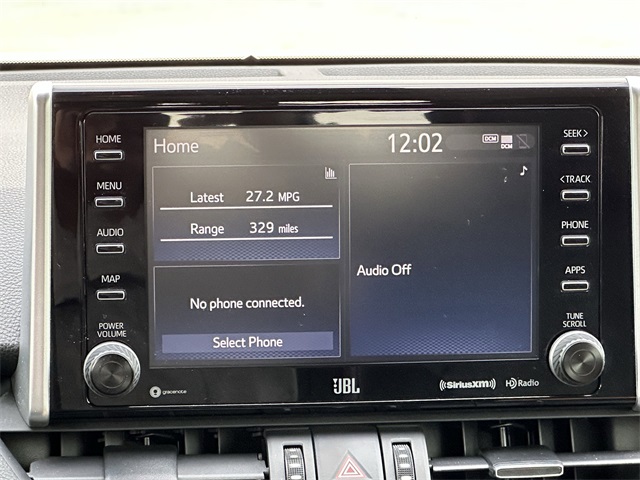 HOME
MENU
AUDIO
MAP
POWER
VOLUME
Home
12:02
DCM
DCM
Latest 27.2 MPG
Range 329 miles
No phone connected.
Select Phone
Audio Off
SEEK >
< TRACK
PHONE
APPS
TUNE
SCROLL
gracenote
JBL
((SiriusXM))
HD Radio